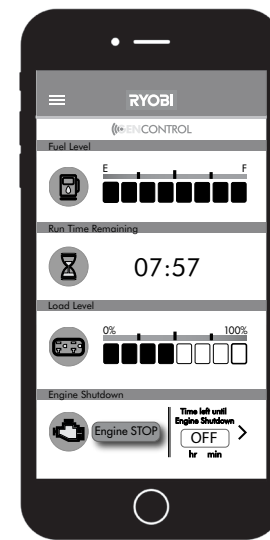 RYOBI
GENCONTROL
Fuel Level
E F
Run Time Remaining
07:57
Load Level
0% 100%
Engine Shutdown
Engine STOP
Time left until
Engine Shutdown
OFF
hr min